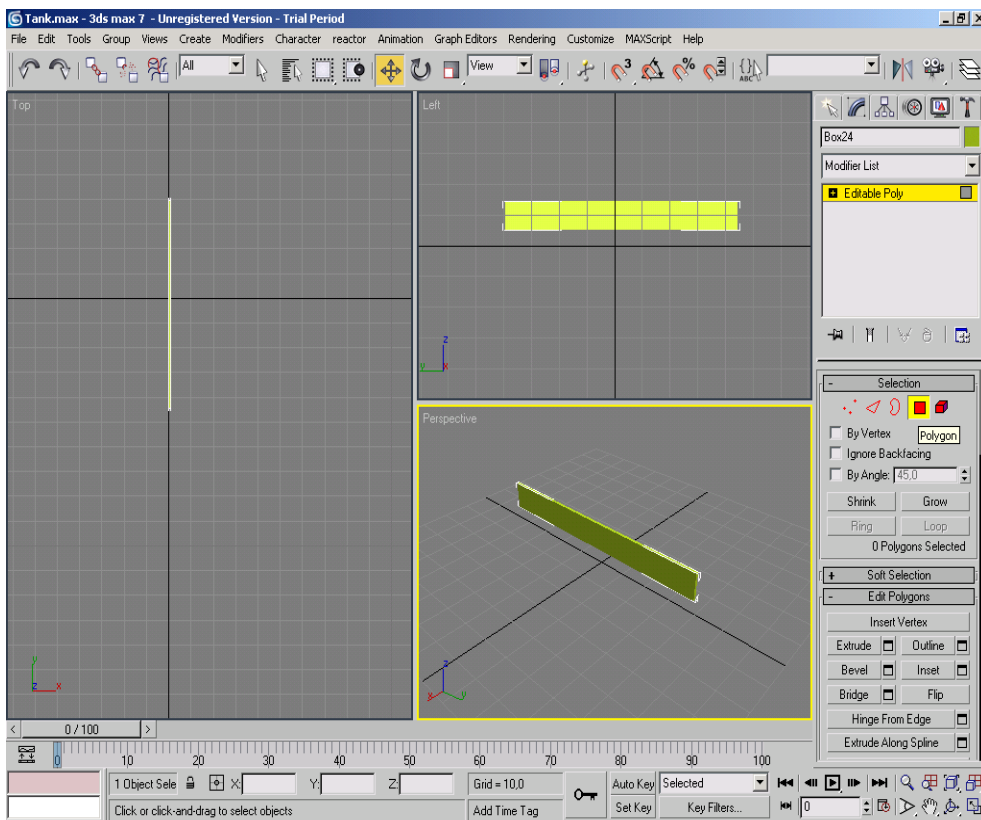 Tank.max - 3ds max 7 - Unregistered Version - Trial Period
File Edit Tools Group Views Create Modifiers Character reactor Animation Graph Editors Rendering Customize MAXScript Help
All
View
3
%
ABC
Top
Left
Perspective
Box24
Modifier List
Editable Poly
Selection
By Vertex
Polygon
Ignore Backfacing
By Angle: 45,0
Shrink Grow
Ring Loop
0 Polygons Selected
Soft Selection
Edit Polygons
Insert Vertex
Extrude Outline
Bevel Inset
Bridge Flip
Hinge From Edge
Extrude Along Spline
z
y x
z
y x
y
z x
z
x y
< 0 / 100 >
0 10 20 30 40 50 60 70 80 90 100
1 Object Sele X: Y: Z: Grid = 10,0 Auto Key Selected
Click or click-and-drag to select objects Add Time Tag Set Key Key Filters... 0